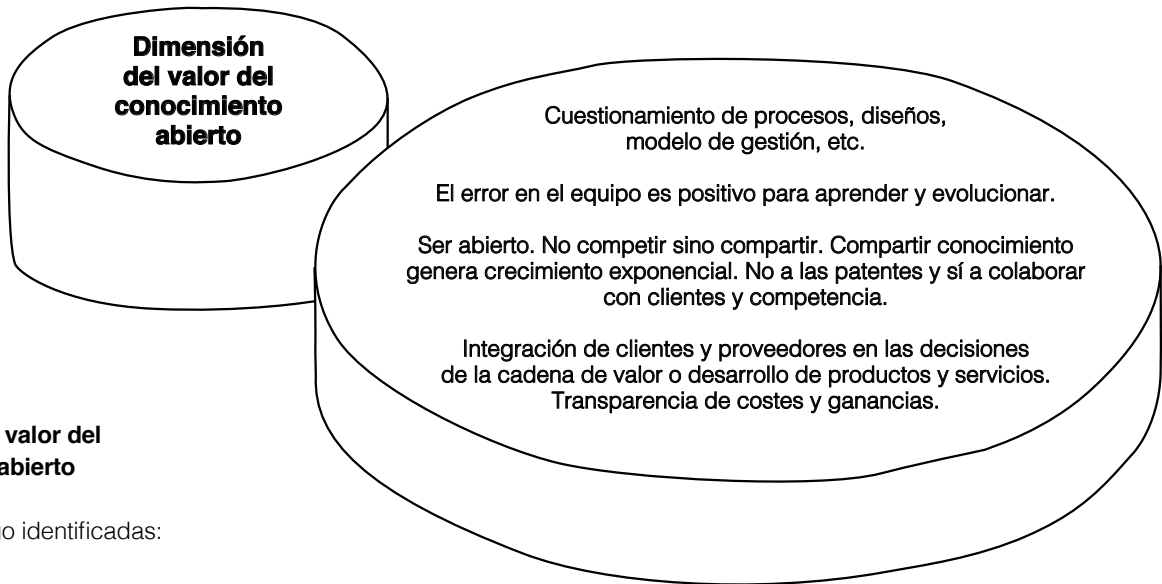 Dimensión
del valor del
conocimiento
abierto
Cuestionamiento de procesos, diseños,
modelo de gestión, etc.
El error en el equipo es positivo para aprender y evolucionar.
Ser abierto. No competir sino compartir. Compartir conocimiento
genera crecimiento exponencial. No a las patentes y sí a colaborar
con clientes y competencia.
Integración de clientes y proveedores en las decisiones
de la cadena de valor o desarrollo de productos y servicios.
Transparencia de costes y ganancias.
valor del
abierto
o identificadas: